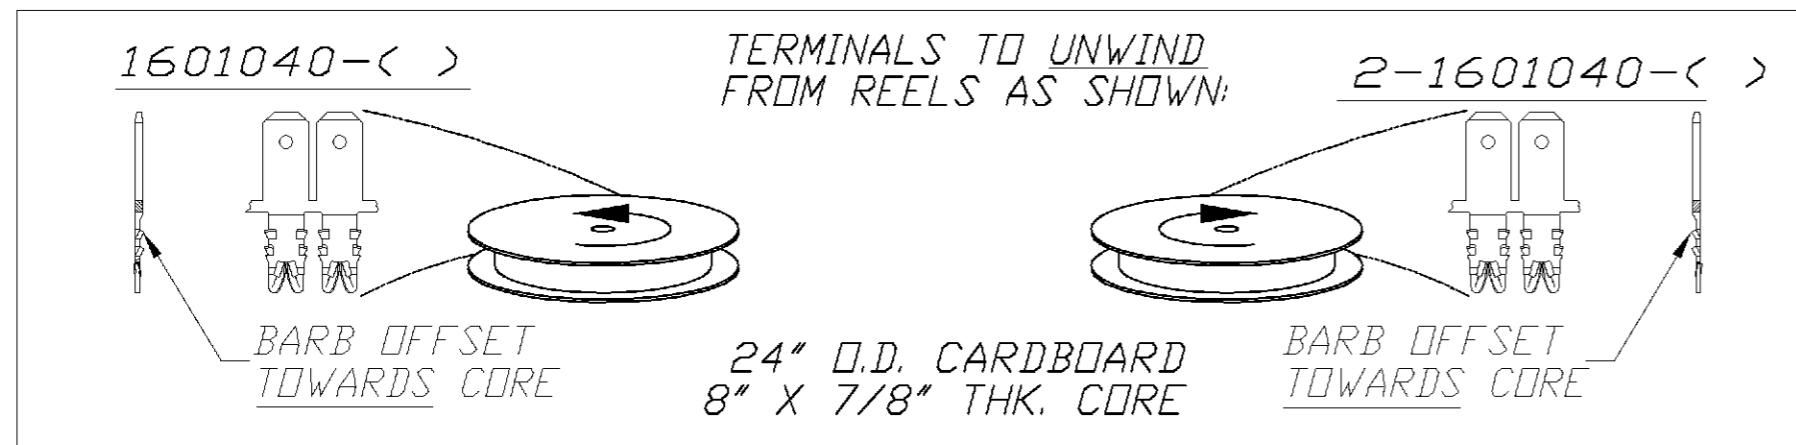 1601040-( )
TERMINALS TO UNWIND
FROM REELS AS SHOWN:
2-1601040-( )
BARB OFFSET
TOWARDS CORE
24" O.D. CARDBOARD
8" X 7/8" THK. CORE
BARB OFFSET
TOWARDS CORE